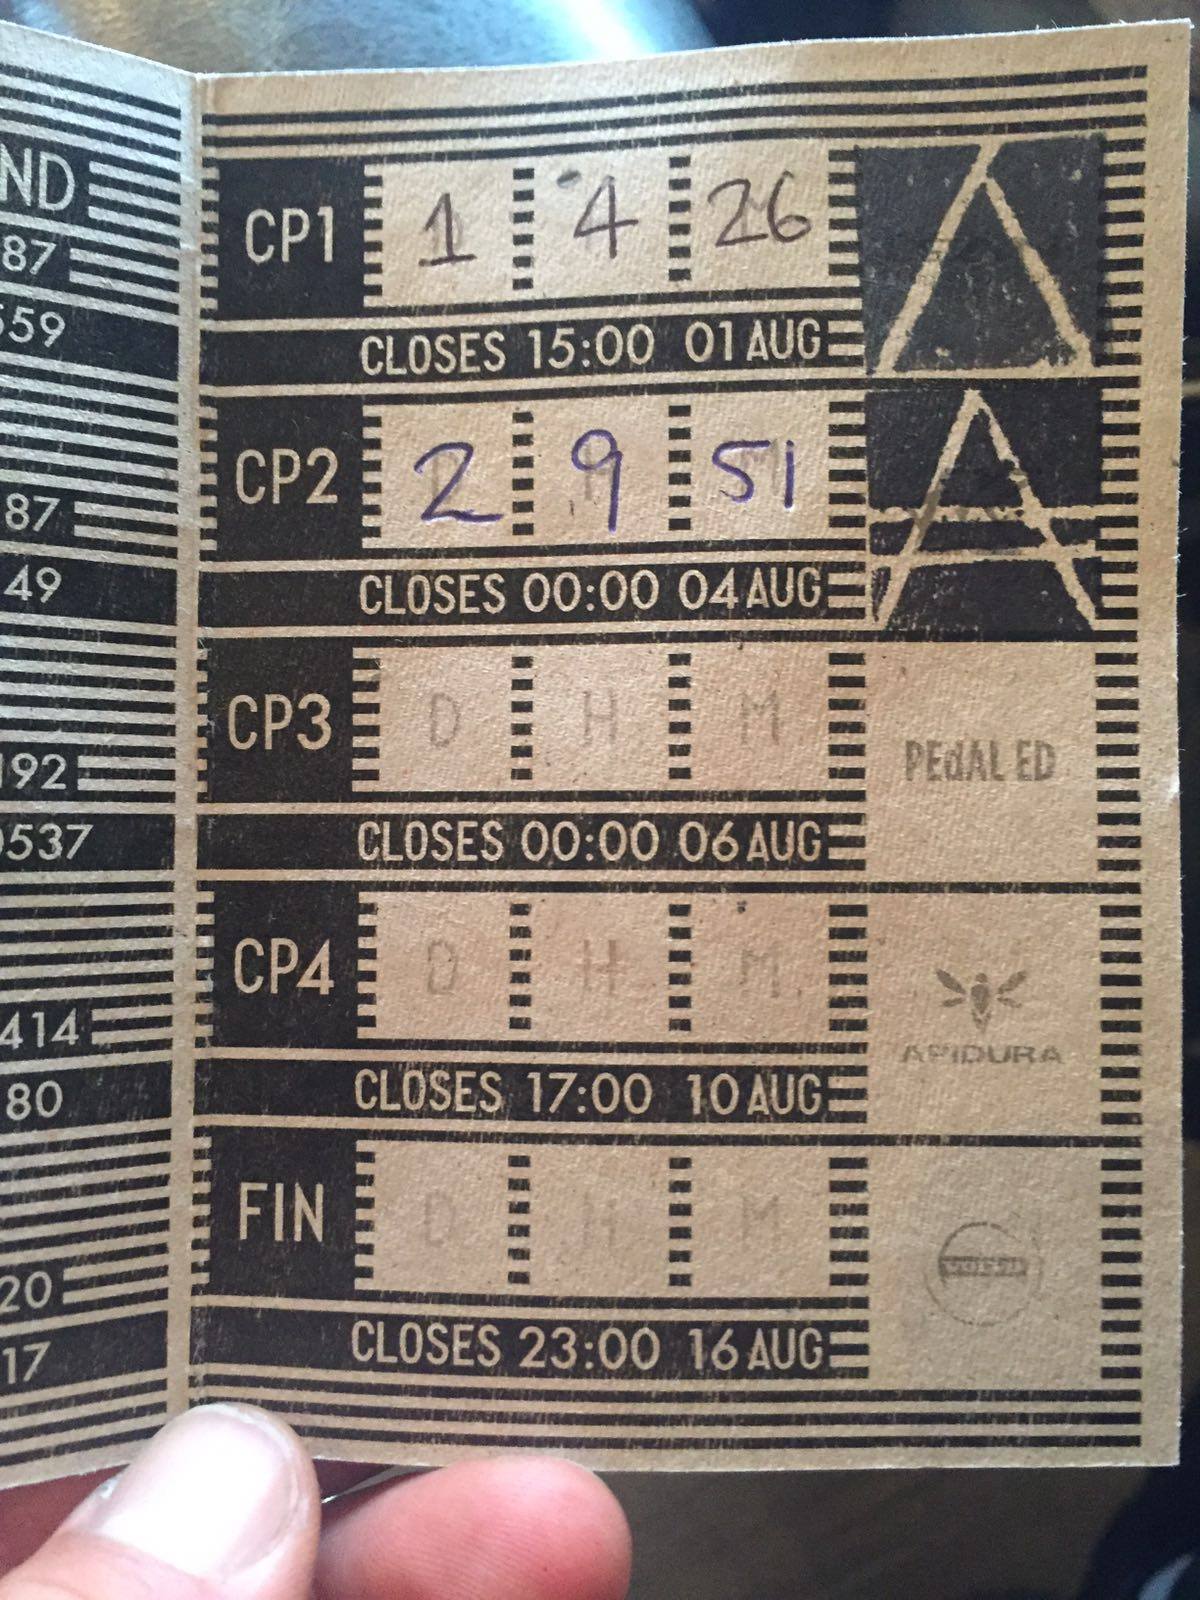 ND
87
559
87
49
192
0537
414
80
20
17
CP1 1 4 26
CLOSES 15:00 01 AUG
CP2 2 9 51
CLOSES 00:00 04 AUG
CP3 D H M
PEdAL ED
CLOSES 00:00 06 AUG
CP4 D H M
APIDURA
CLOSES 17:00 10 AUG
FIN D H M
CLOSES 23:00 16 AUG